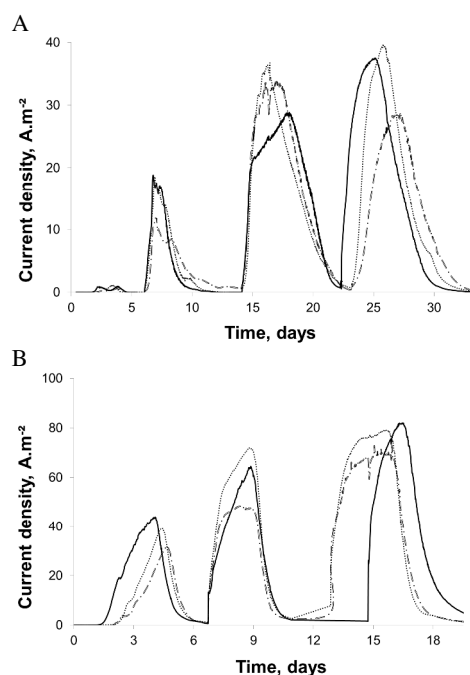 A
Current density, A.m⁻²
40
30
20
10
0
0 5 10 15 20 25 30
Time, days
B
Current density, A.m⁻²
100
80
60
40
20
0
0 3 6 9 12 15 18
Time, days